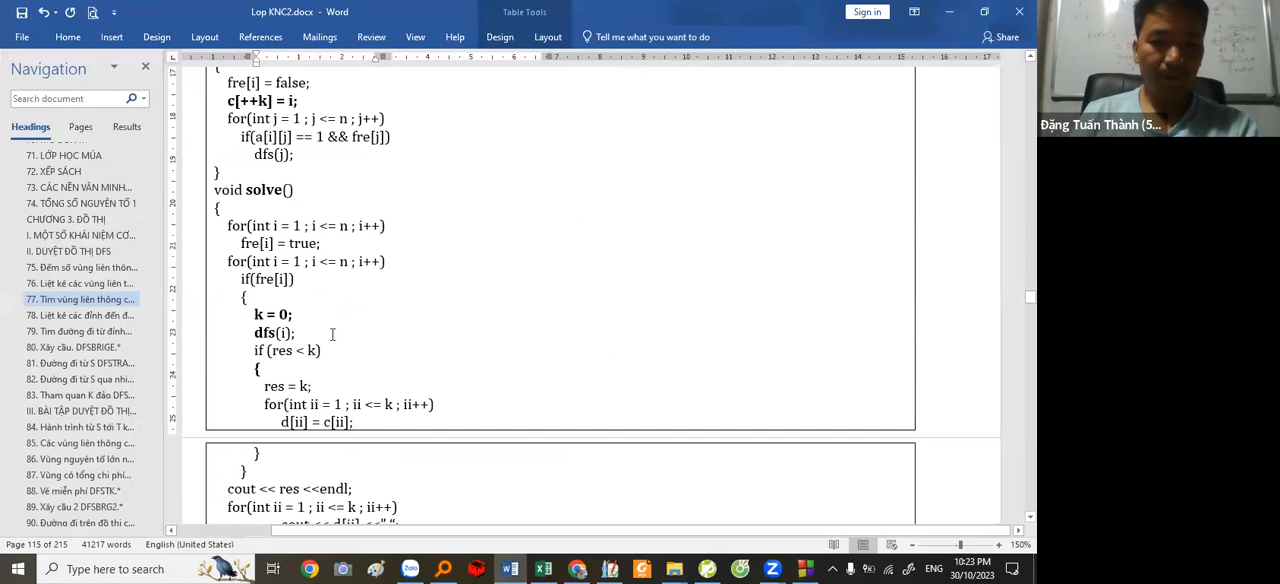 Lop KNC2.docx - Word
Table Tools
Sign in
File Home Insert Design Layout References Mailings Review View Help Design Layout Tell me what you want to do Share
Navigation
Search document
Headings Pages Results
71. LỚP HỌC MÚA
72. XẾP SÁCH
73. CÁC NỀN VĂN MINH...
74. TỔNG SỐ NGUYÊN TỐ 1
CHƯƠNG 3. ĐỒ THỊ
I. MỘT SỐ KHÁI NIỆM CƠ...
II. DUYỆT ĐỒ THỊ DFS
75. Đếm số vùng liên thôn...
76. Liệt kê các vùng liên t...
77. Tìm vùng liên thông c...
78. Liệt kê các đỉnh đến đ...
79. Tìm đường đi từ đỉnh...
80. Xây cầu. DFSBRIGE.*
81. Đường đi từ S DFSTRA...
82. Đường đi từ S qua nhi...
83. Tham quan K đảo DFS...
III. BÀI TẬP DUYỆT ĐỒ THỊ...
84. Hành trình từ S tới T k...
85. Các vùng liên thông c...
86. Vùng nguyên tố lớn n...
87. Vùng có tổng chi phí...
88. Vé miễn phí DFSTK.*
89. Xây cầu 2 DFSBRG2.*
90. Đường đi trên đồ thị c...
{
fre[i] = false;
c[++k] = i;
for(int j = 1 ; j <= n ; j++)
if(a[i][j] == 1 && fre[j])
dfs(j);
}
void solve()
{
for(int i = 1 ; i <= n ; i++)
fre[i] = true;
for(int i = 1 ; i <= n ; i++)
if(fre[i])
{
k = 0;
dfs(i);
if (res < k)
{
res = k;
for(int ii = 1 ; ii <= k ; ii++)
d[ii] = c[ii];
}
}
cout << res <<endl;
for(int ii = 1 ; ii <= k ; ii++)
cout << d[ii] <<" ";
Đặng Tuấn Thành (5...
Page 115 of 215 41217 words English (United States) 150%
Type here to search
ENG
10:23 PM
30/10/2023